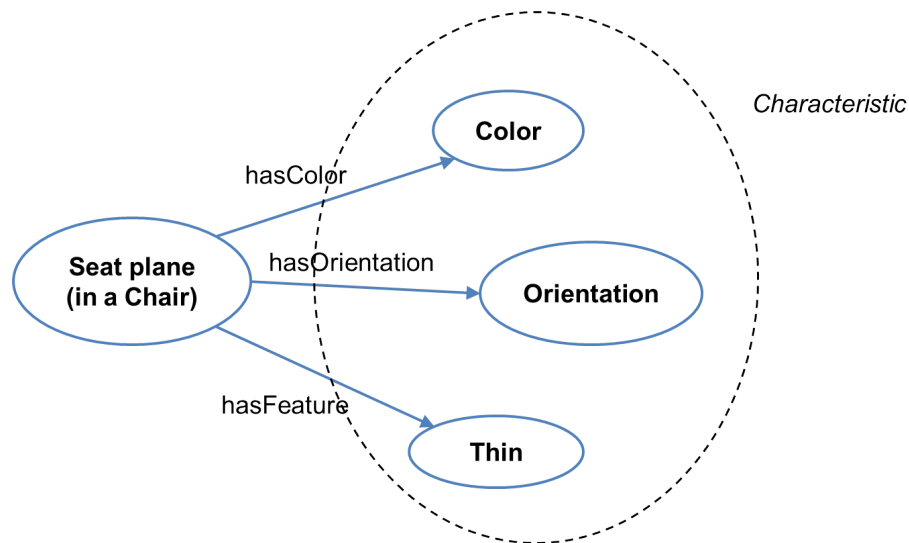 Color
Characteristic
hasColor
Seat plane
(in a Chair)
hasOrientation
Orientation
hasFeature
Thin